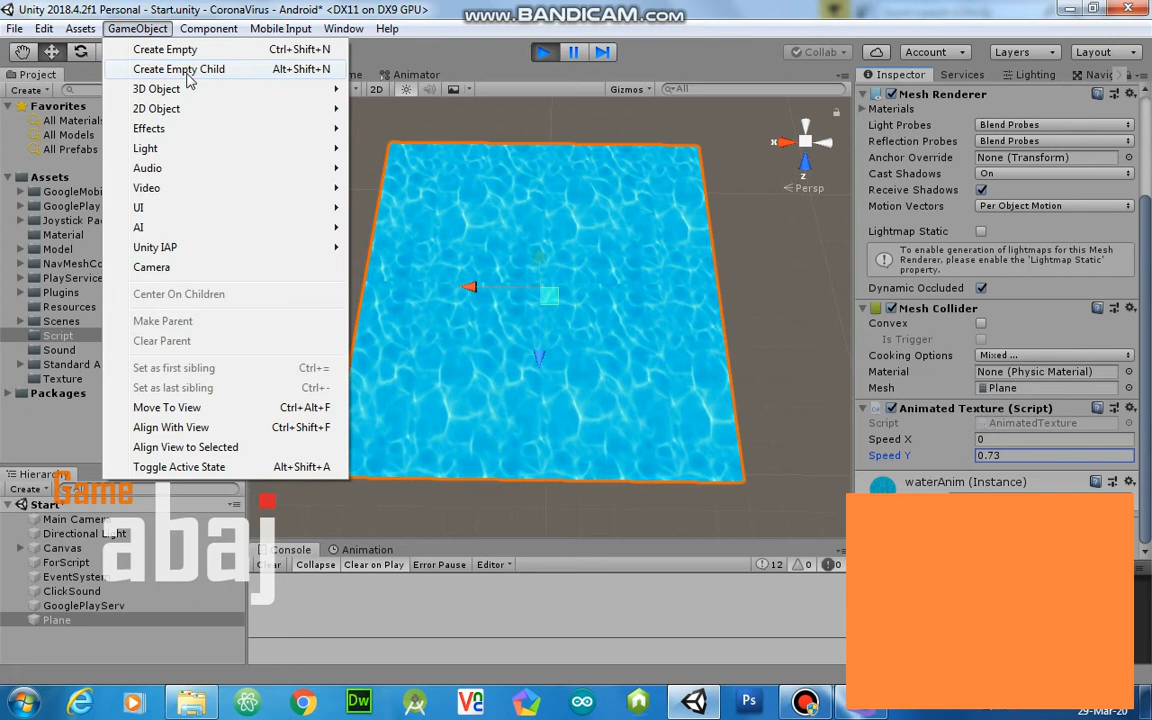 Unity 2018.4.2f1 Personal - Start.unity - CoronaVirus - Android* <DX11 on DX9 GPU>
www.BANDICAM.com
File Edit Assets GameObject Component Mobile Input Window Help
Collab Account Layers Layout
Project
Create
Favorites
All Materials
All Models
All Prefabs
Assets
GoogleMobi
GooglePlay
Joystick Pa
Material
Model
NavMeshCo
PlayService
Plugins
Resources
Scenes
Script
Sound
Standard A
Texture
Packages
Create Empty Ctrl+Shift+N
Create Empty Child Alt+Shift+N
3D Object
2D Object
Effects
Light
Audio
Video
UI
AI
Unity IAP
Camera
Center On Children
Make Parent
Clear Parent
Set as first sibling Ctrl+=
Set as last sibling Ctrl+-
Move To View Ctrl+Alt+F
Align With View Ctrl+Shift+F
Align View to Selected
Toggle Active State Alt+Shift+A
Animator
2D Gizmos All
x
z
Persp
Hierarchy
Create All
Start
Main Camera
Directional Light
Canvas
ForScript
EventSystem
ClickSound
GooglePlayServ
Plane
Game
abaj
Console Animation
Clear Collapse Clear on Play Error Pause Editor 12 0 0
Inspector Services Lighting Navig
Mesh Renderer
Materials
Light Probes Blend Probes
Reflection Probes Blend Probes
Anchor Override None (Transform)
Cast Shadows On
Receive Shadows
Motion Vectors Per Object Motion
Lightmap Static
To enable generation of lightmaps for this Mesh Renderer, please enable the 'Lightmap Static' property.
Dynamic Occluded
Mesh Collider
Convex
Is Trigger
Cooking Options Mixed ...
Material None (Physic Material)
Mesh Plane
Animated Texture (Script)
Script AnimatedTexture
Speed X 0
Speed Y 0.73
waterAnim (Instance)
Dw
Ps
29-Mar-20